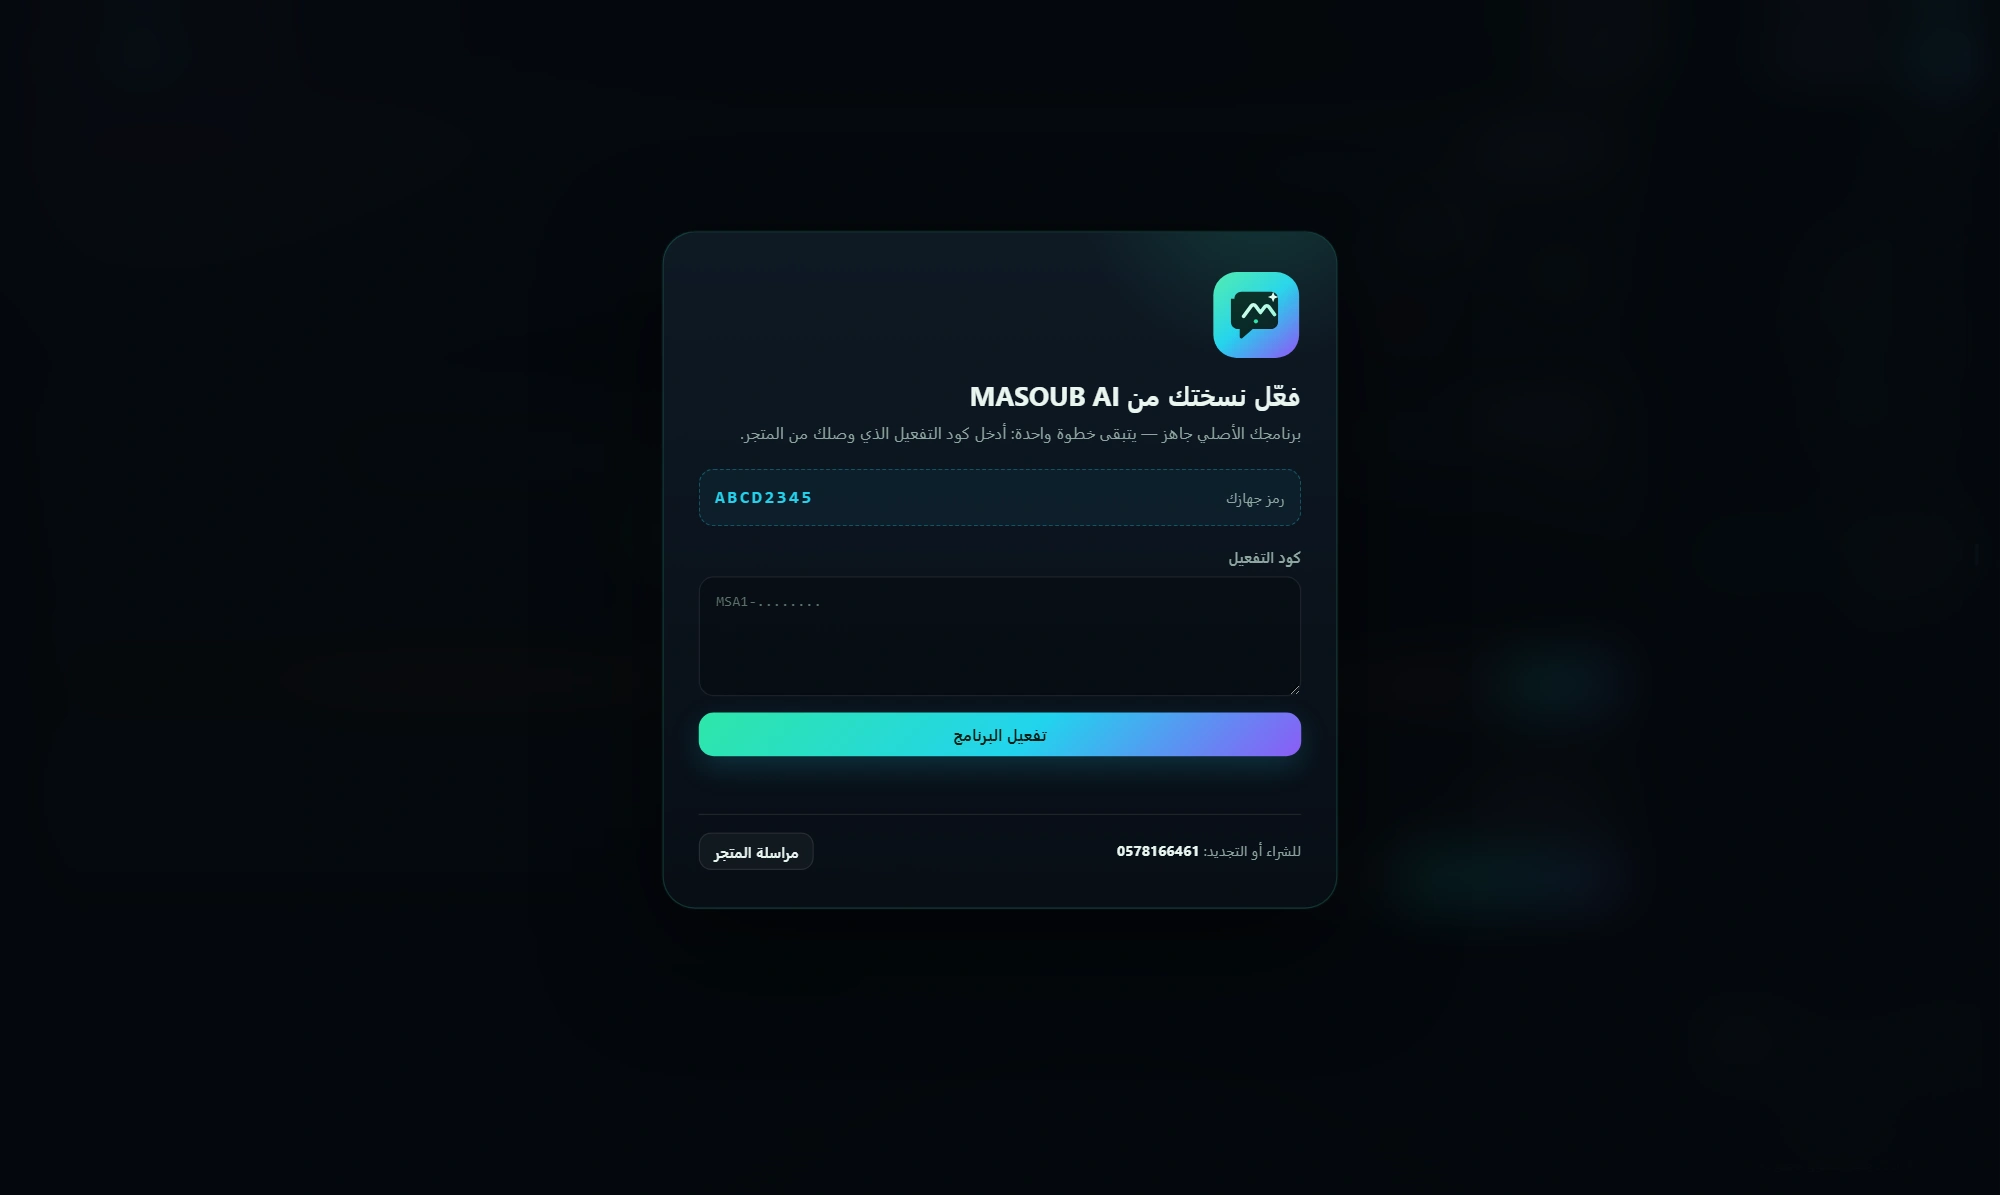 فعّل نسختك من MASOUB AI
برنامجك الأصلي جاهز — يتبقى خطوة واحدة: أدخل كود التفعيل الذي وصلك من المتجر.
رمز جهازك ABCD2345
كود التفعيل
MSA1-........
تفعيل البرنامج
للشراء أو التجديد: 0578166461
مراسلة المتجر